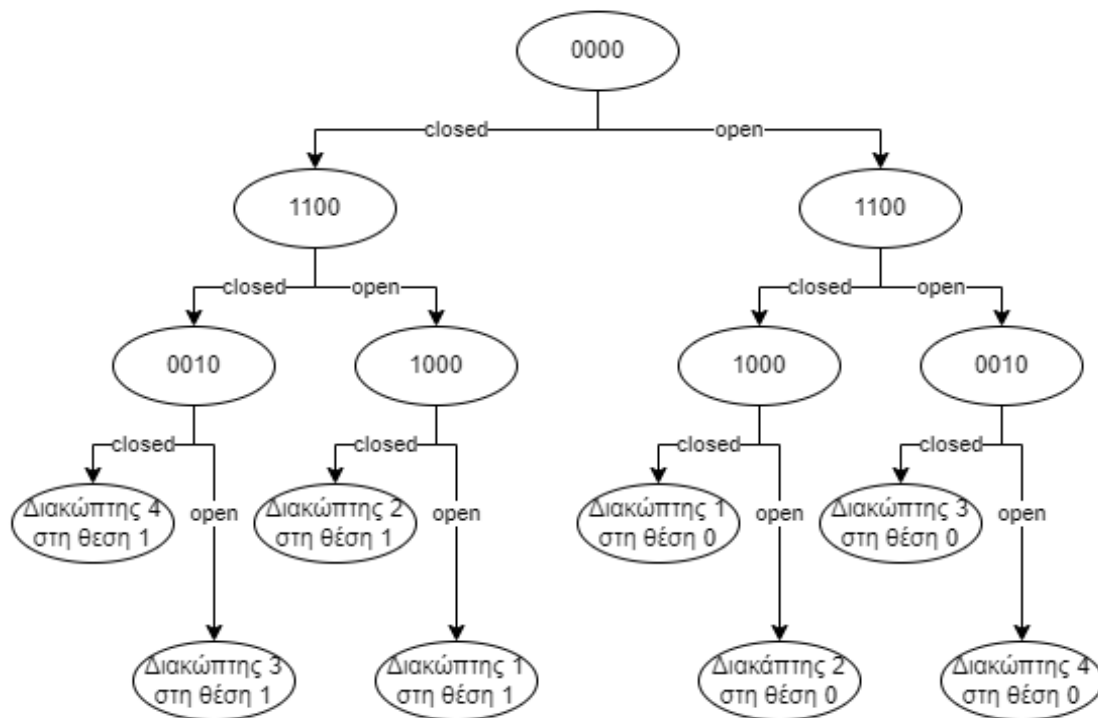 0000
closed
open
1100
1100
closed
open
closed
open
0010
1000
1000
0010
closed
closed
closed
closed
Διακώπτης 4
στη θεση 1
open
Διακώπτης 2
στη θέση 1
open
Διακώπτης 1
στη θέση 0
open
Διακώπτης 3
στη θέση 0
open
Διακώπτης 3
στη θέση 1
Διακώπτης 1
στη θέση 1
Διακάπτης 2
στη θέση 0
Διακώπτης 4
στη θέση 0